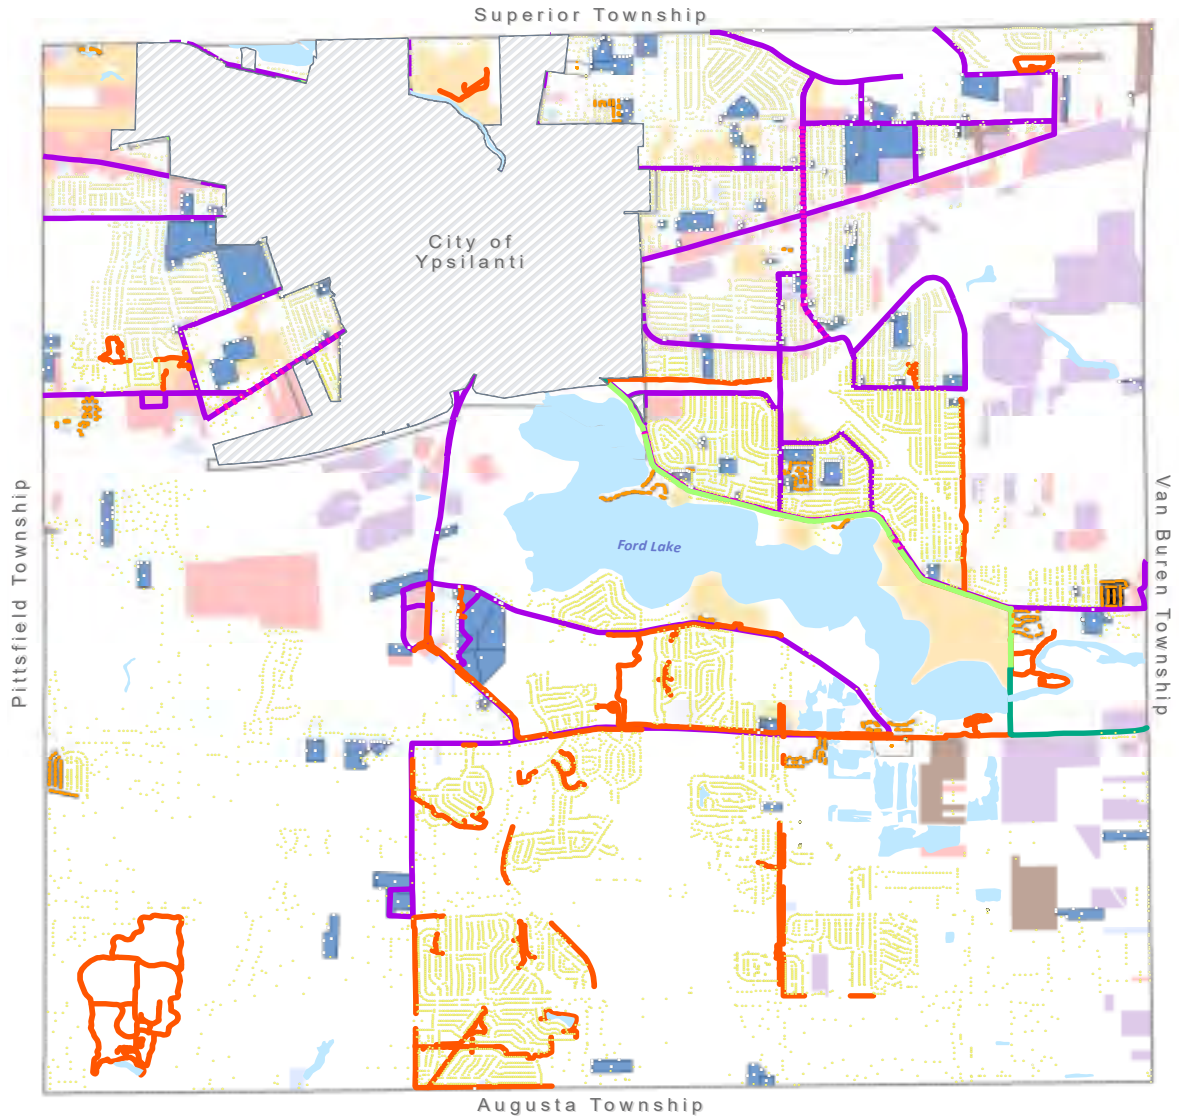 Superior Township
City of
Ypsilanti
Ford Lake
Pittsfield Township
Van Buren Township
Augusta Township